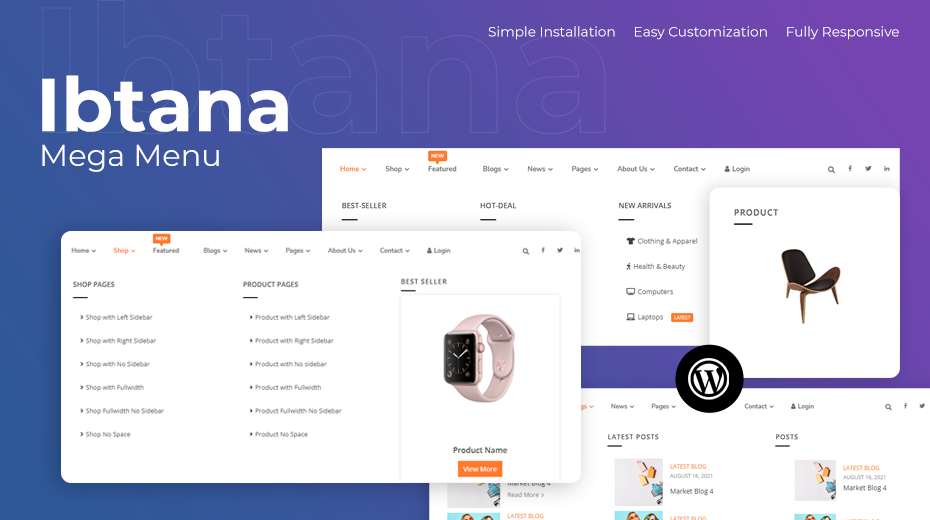 Simple Installation Easy Customization Fully Responsive
Ibtana
Ibtana
Mega Menu
Home Shop NEW Featured Blogs News Pages About Us Contact Login
BEST-SELLER HOT-DEAL NEW ARRIVALS
Clothing & Apparel
Health & Beauty
Computers
Laptops LATEST
PRODUCT
Home Shop NEW Featured Blogs News Pages About Us Contact Login
SHOP PAGES PRODUCT PAGES BEST SELLER
Shop with Left Sidebar Product with Left Sidebar
Shop with Right Sidebar Product with Right Sidebar
Shop with No Sidebar Product with No sidebar
Shop with Fullwidth Product with Fullwidth
Shop Fullwidth No Sidebar Product Fullwidth No Sidebar
Shop No Space Product No Space
Product Name
View More
News Pages Contact Login
LATEST POSTS POSTS
LATEST BLOG LATEST BLOG
AUGUST 16, 2021 AUGUST 16, 2021
Market Blog 4 Market Blog 4
Market Blog 4
Read More >
LATEST BLOG LATEST BLOG